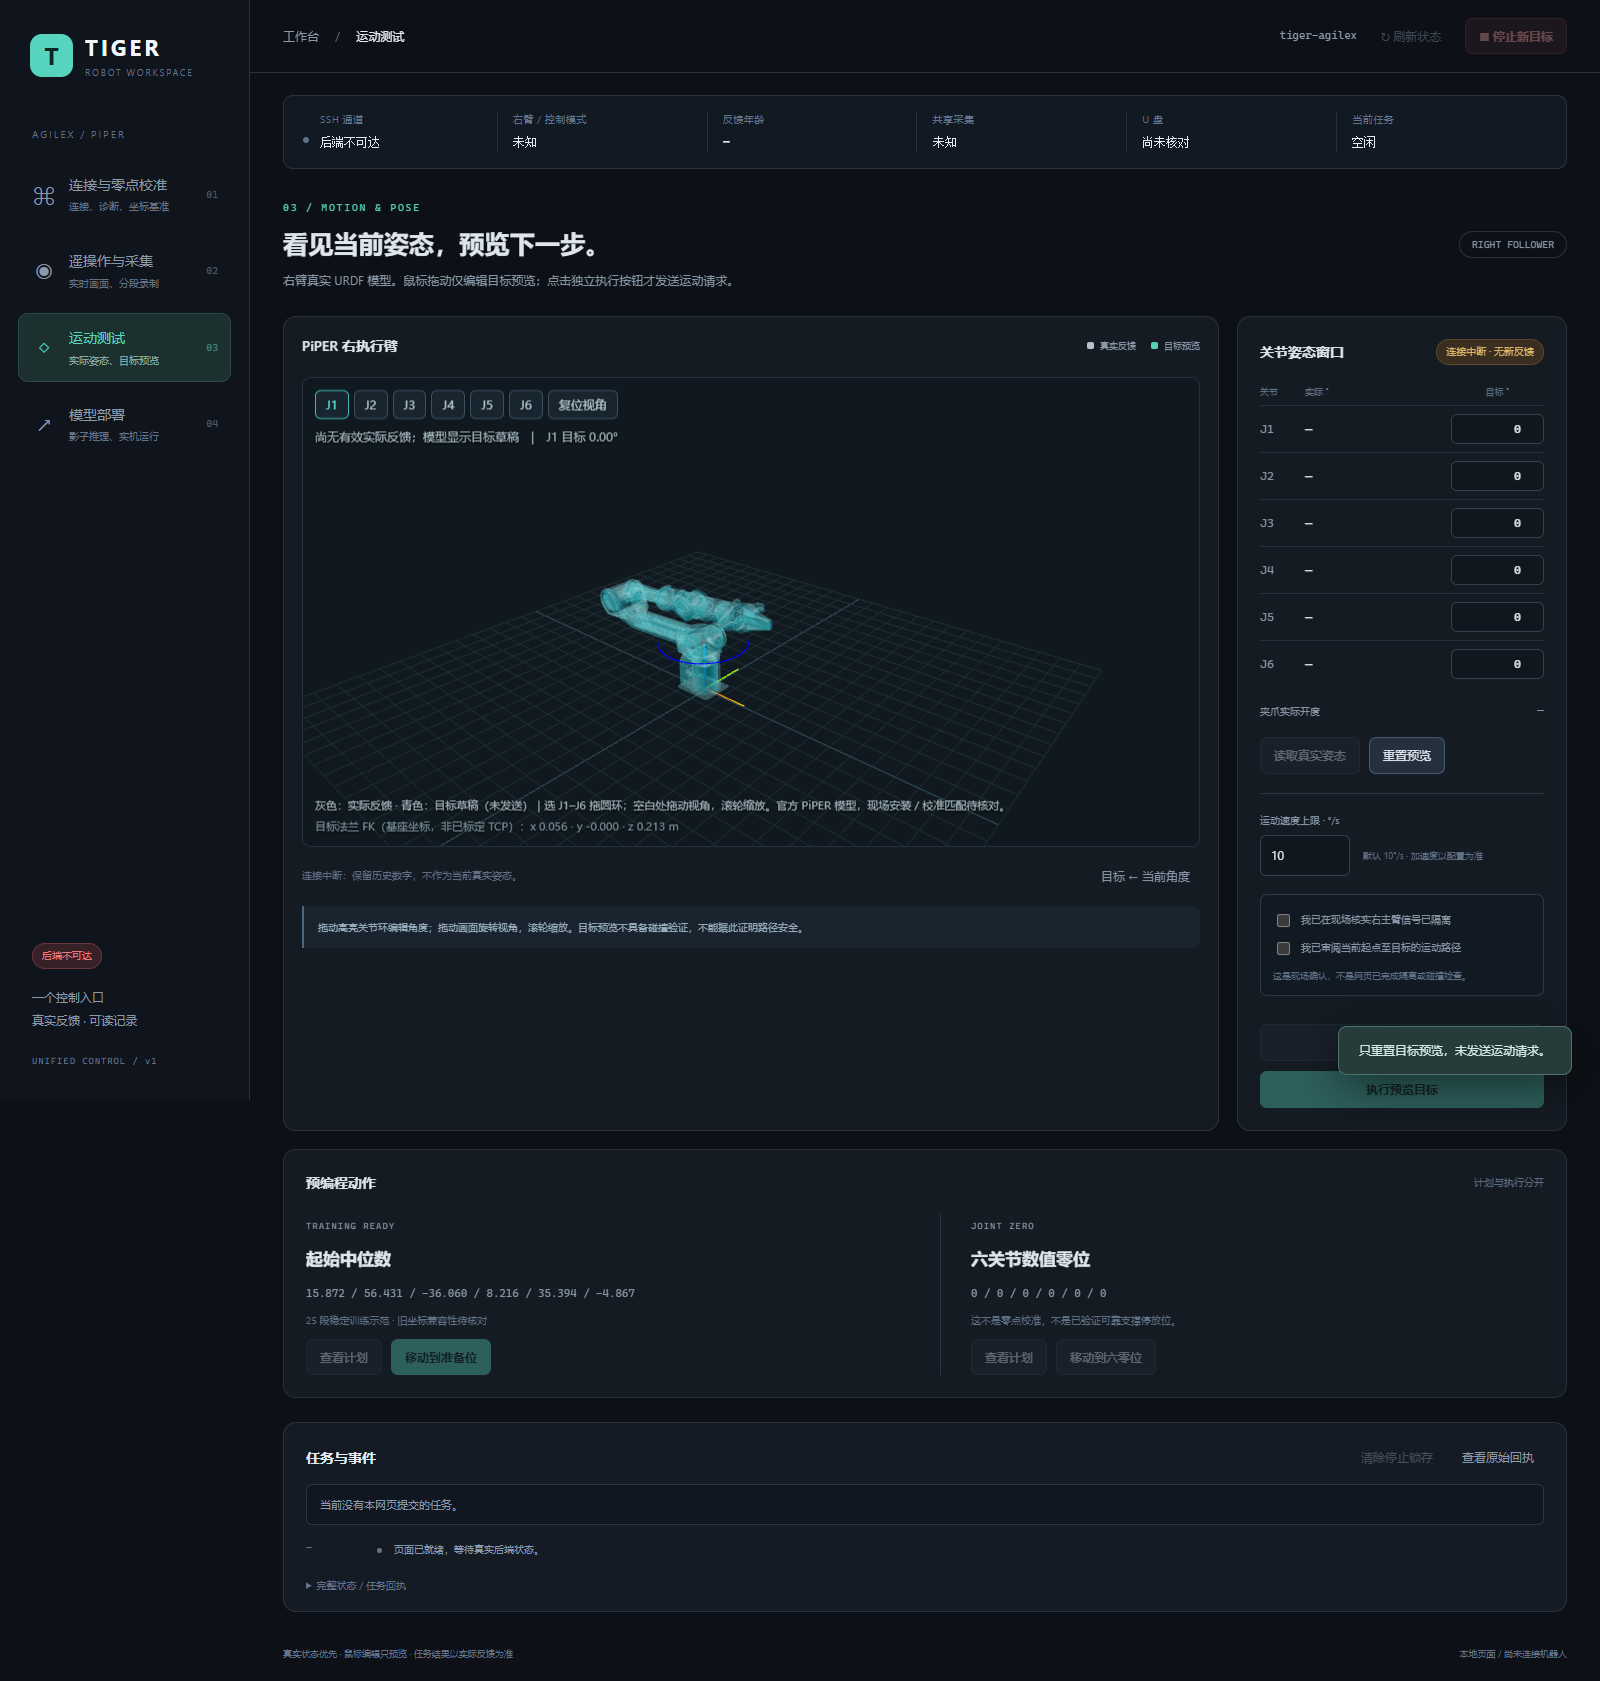 T
TIGER
ROBOT WORKSPACE
AGILEX / PIPER
连接与零点校准
连接、诊断、坐标基准
01
遥操作与采集
实时画面、分段录制
02
运动测试
实际姿态、目标预览
03
模型部署
影子推理、实机运行
04
后端不可达
一个控制入口
真实反馈 · 可读记录
UNIFIED CONTROL / v1
工作台 / 运动测试
tiger-agilex
↻ 刷新状态
■ 停止新目标
SSH 通道
后端不可达
右臂 / 控制模式
未知
反馈年龄
—
共享采集
未知
U 盘
尚未核对
当前任务
空闲
03 / MOTION & POSE
看见当前姿态，预览下一步。
右臂真实 URDF 模型。鼠标拖动仅编辑目标预览；点击独立执行按钮才发送运动请求。
RIGHT FOLLOWER
PiPER 右执行臂
真实反馈
目标预览
J1 J2 J3 J4 J5 J6 复位视角
尚无有效实际反馈；模型显示目标草稿 | J1 目标 0.00°
灰色：实际反馈 · 青色：目标草稿（未发送） | 选 J1–J6 拖圆环；空白处拖动视角，滚轮缩放。官方 PiPER 模型，现场安装 / 校准匹配待核对。
目标法兰 FK（基座坐标，非已标定 TCP）：x 0.056 · y -0.000 · z 0.213 m
连接中断：保留历史数字，不作为当前真实姿态。
目标 ← 当前角度
拖动高亮关节环编辑角度；拖动画面旋转视角，滚轮缩放。目标预览不具备碰撞验证，不能据此证明路径安全。
关节姿态窗口
连接中断 · 无新反馈
关节 实际 ° 目标 °
J1 — 0
J2 — 0
J3 — 0
J4 — 0
J5 — 0
J6 — 0
夹爪实际开度 —
读取真实姿态
重置预览
运动速度上限 · °/s
10
默认 10°/s · 加速度以配置为准
我已在现场核实右主臂信号已隔离
我已审阅当前起点至目标的运动路径
这是现场确认，不是网页已完成隔离或碰撞检查。
只重置目标预览，未发送运动请求。
执行预览目标
预编程动作
计划与执行分开
TRAINING READY
起始中位数
15.872 / 56.431 / -36.060 / 8.216 / 35.394 / -4.867
25 段稳定训练示范 · 旧坐标兼容性待核对
查看计划
移动到准备位
JOINT ZERO
六关节数值零位
0 / 0 / 0 / 0 / 0 / 0
这不是零点校准，不是已验证可靠支撑停放位。
查看计划
移动到六零位
任务与事件
清除停止锁存
查看原始回执
当前没有本网页提交的任务。
—
页面已就绪，等待真实后端状态。
完整状态 / 任务回执
真实状态优先 · 鼠标编辑只预览 · 任务结果以实际反馈为准
本地页面 / 尚未连接机器人